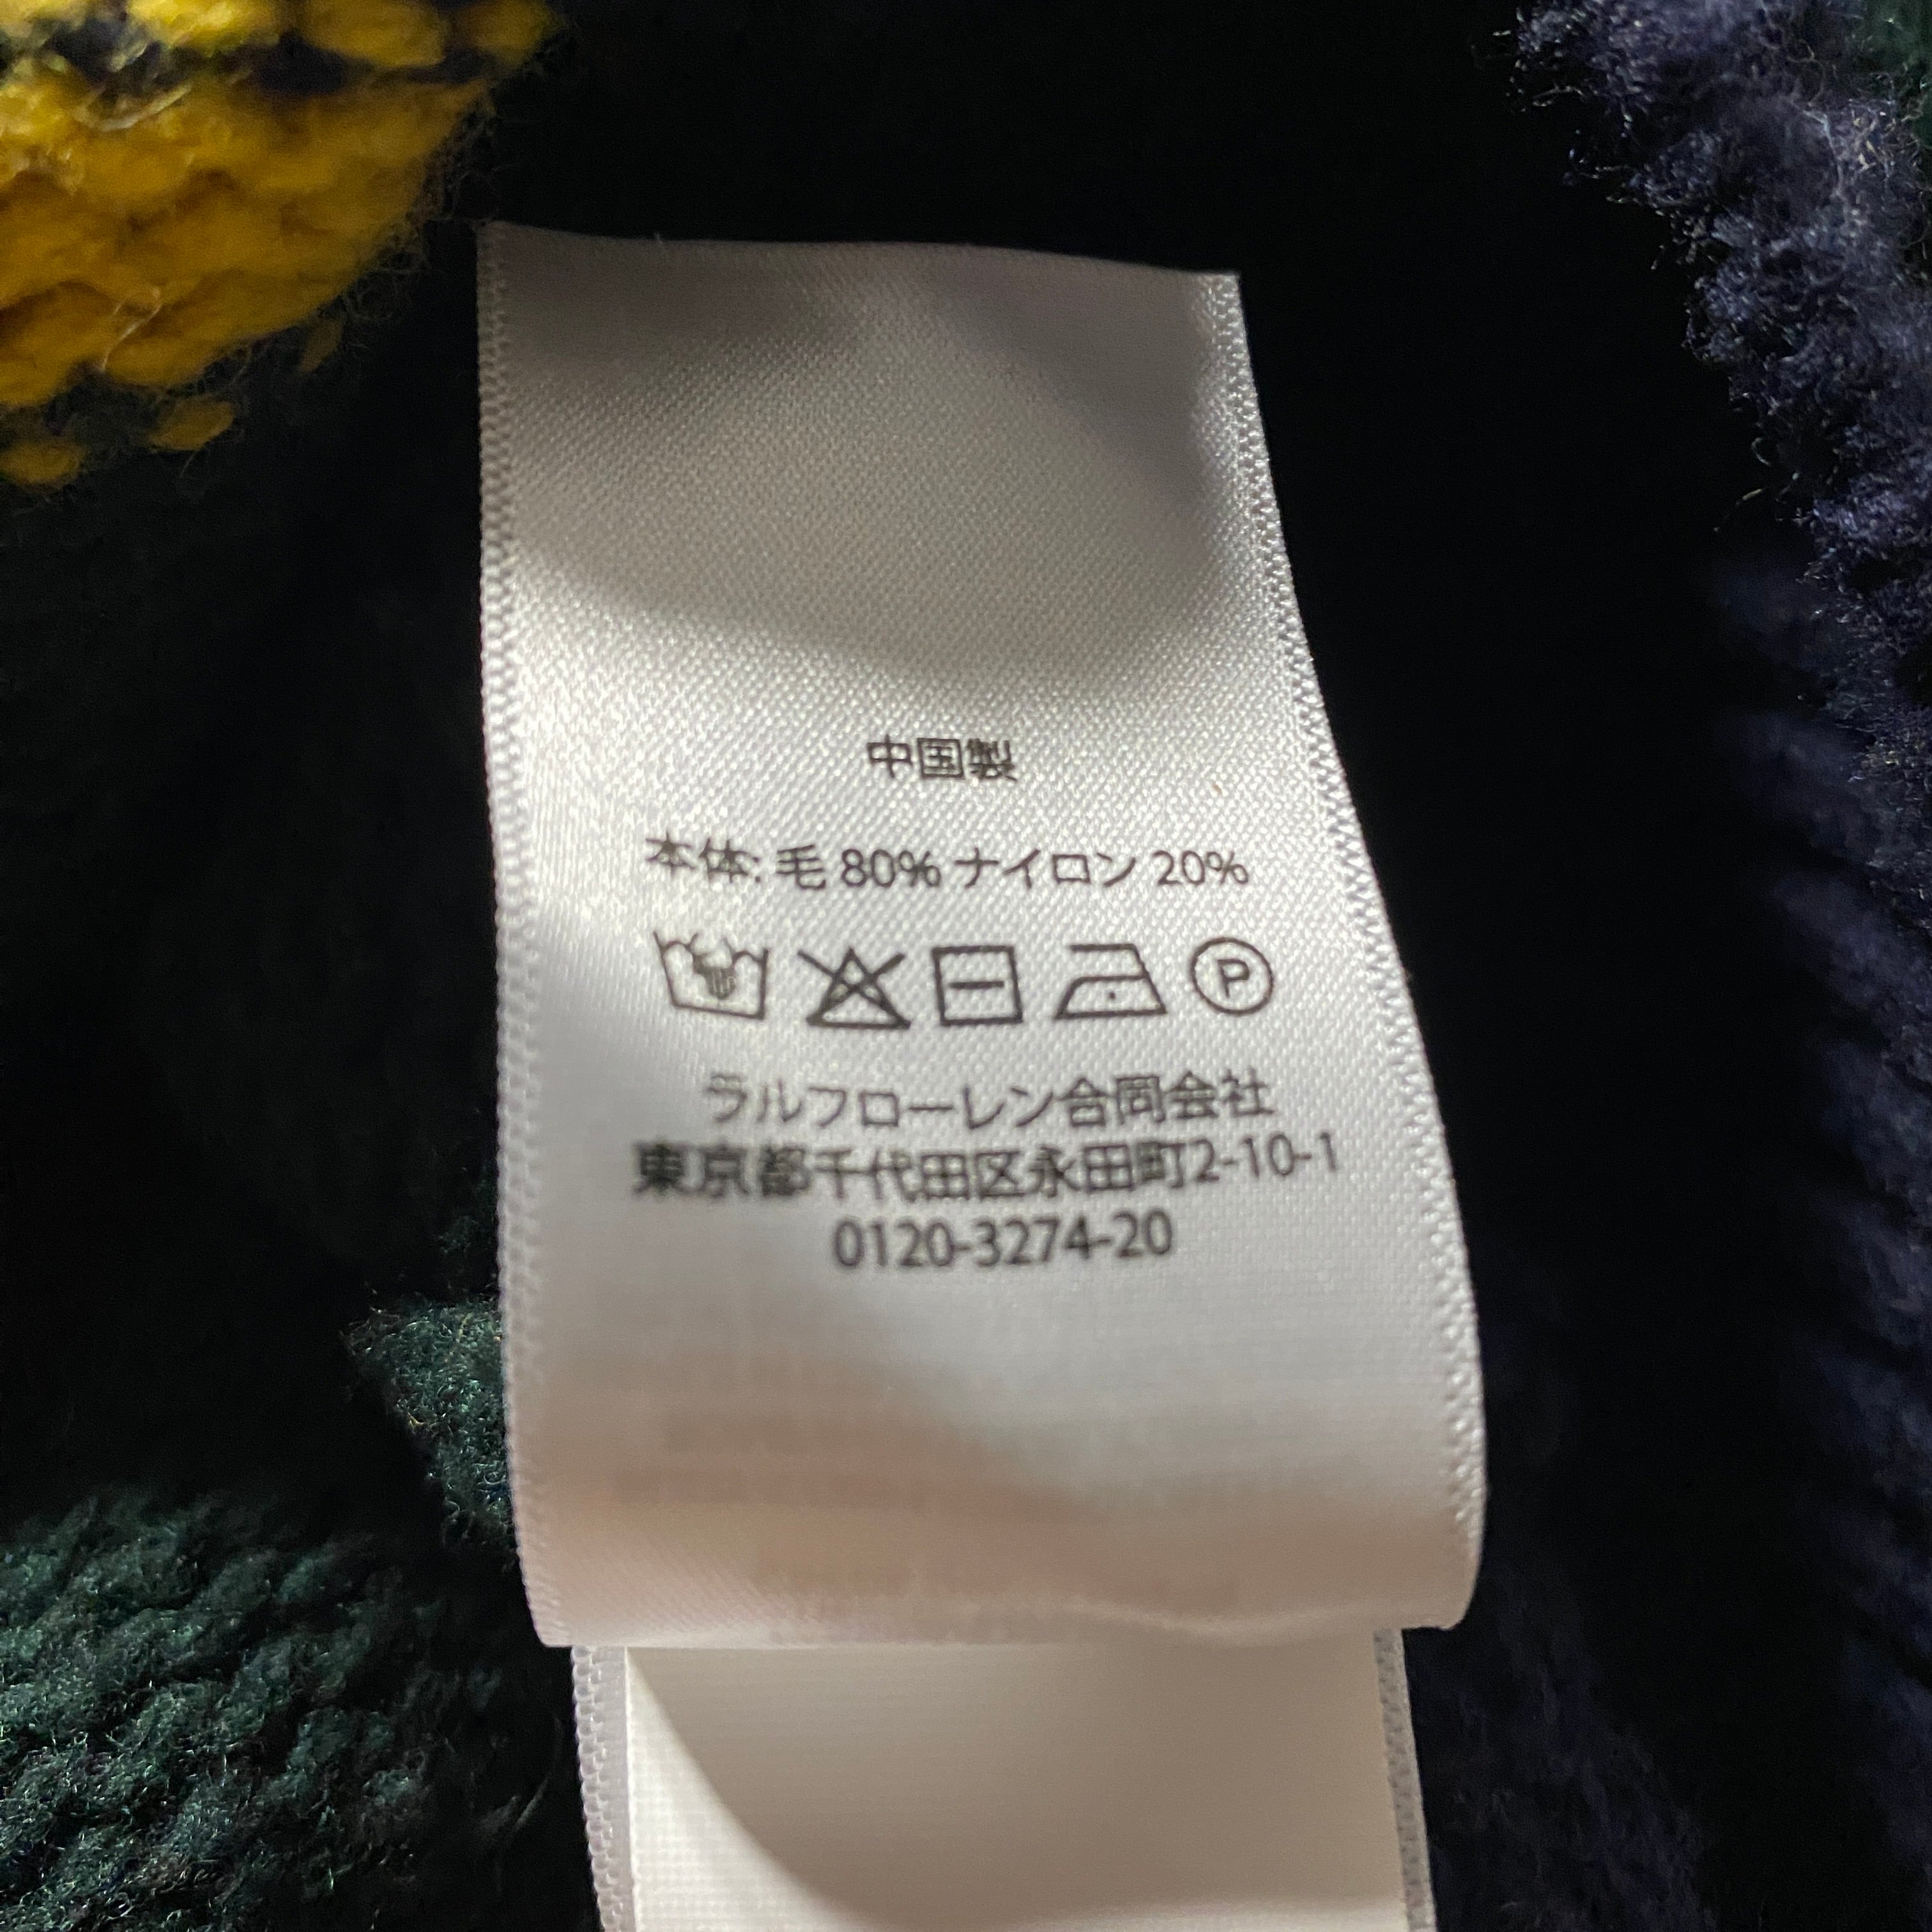 中国製
本体: 毛 80% ナイロン 20%
P
ラルフローレン合同会社
東京都千代田区永田町2-10-1
0120-3274-20